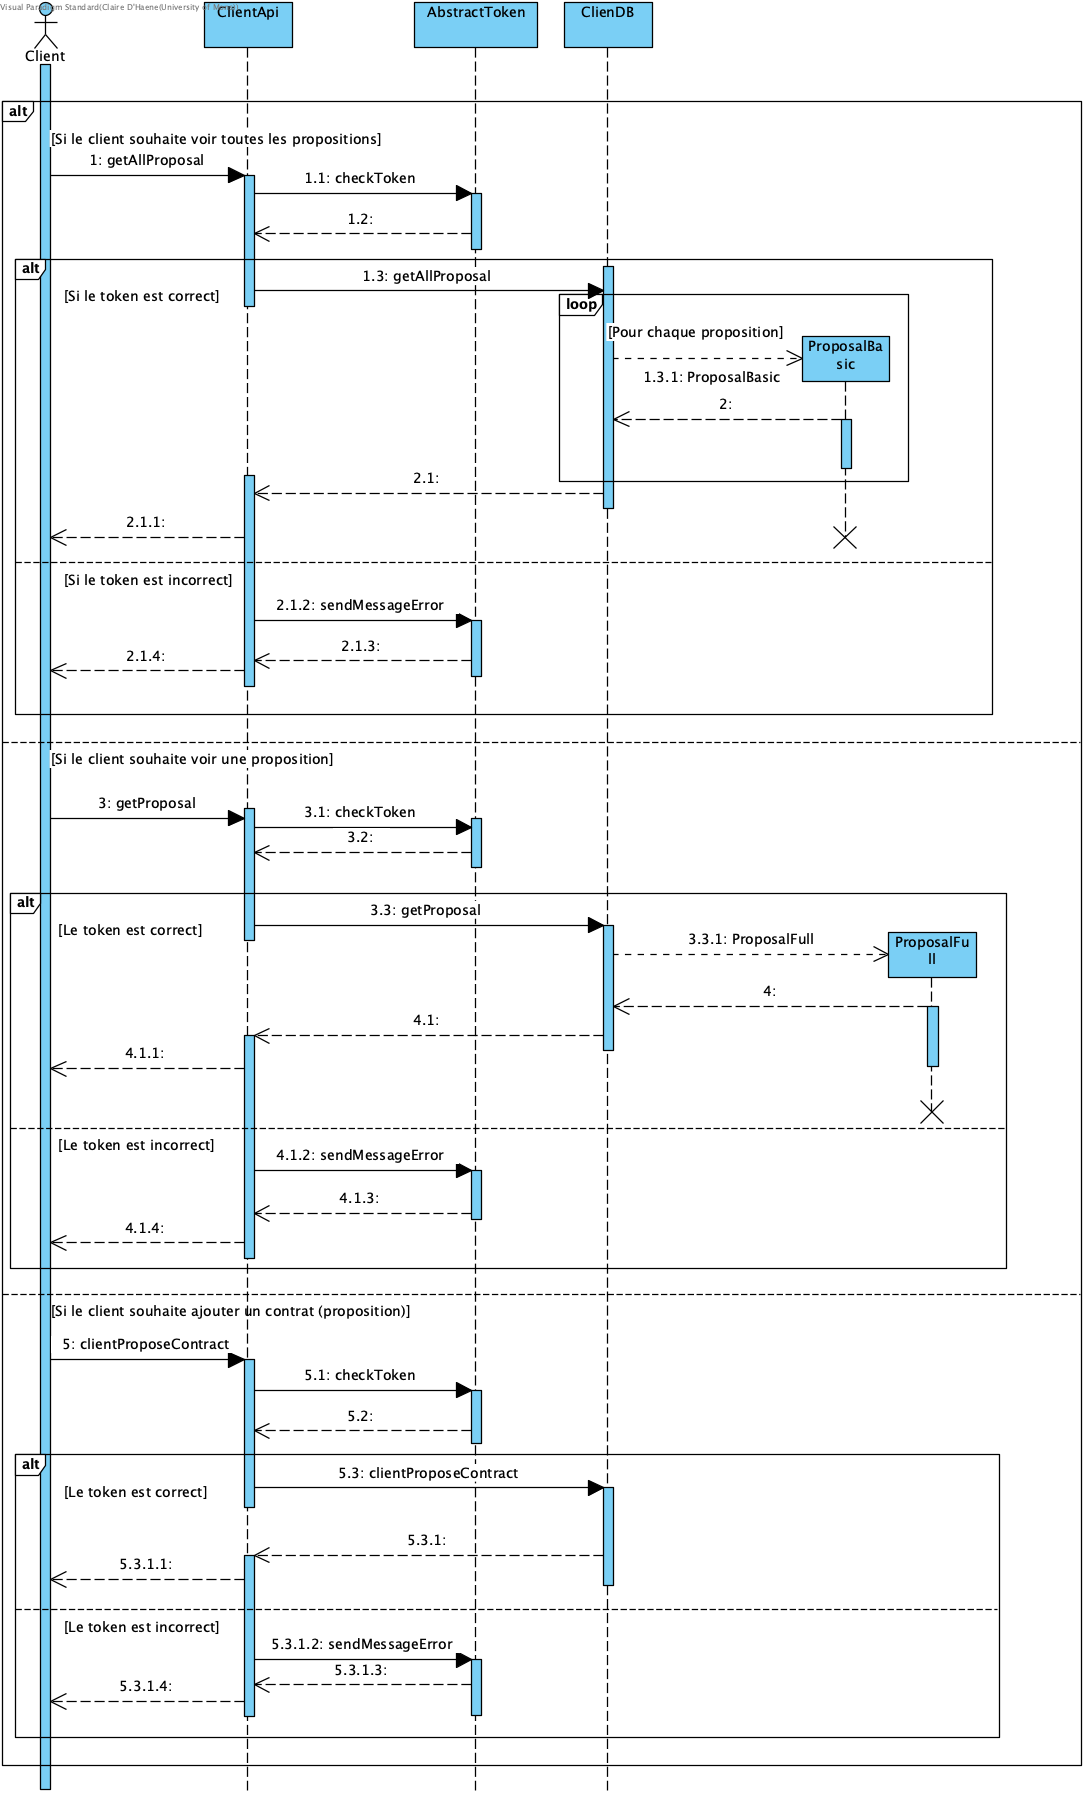 Visual Paradigm Standard(Claire D'Haene(University of Mons))
Client
ClientApi
AbstractToken
ClienDB
alt
[Si le client souhaite voir toutes les propositions]
1: getAllProposal
1.1: checkToken
1.2:
alt
1.3: getAllProposal
[Si le token est correct]
loop
[Pour chaque proposition]
ProposalBa
sic
1.3.1: ProposalBasic
2:
2.1:
2.1.1:
[Si le token est incorrect]
2.1.2: sendMessageError
2.1.3:
2.1.4:
[Si le client souhaite voir une proposition]
3: getProposal
3.1: checkToken
3.2:
alt
3.3: getProposal
[Le token est correct]
3.3.1: ProposalFull
ProposalFu
ll
4:
4.1:
4.1.1:
[Le token est incorrect]
4.1.2: sendMessageError
4.1.3:
4.1.4:
[Si le client souhaite ajouter un contrat (proposition)]
5: clientProposeContract
5.1: checkToken
5.2:
alt
5.3: clientProposeContract
[Le token est correct]
5.3.1:
5.3.1.1:
[Le token est incorrect]
5.3.1.2: sendMessageError
5.3.1.3:
5.3.1.4: